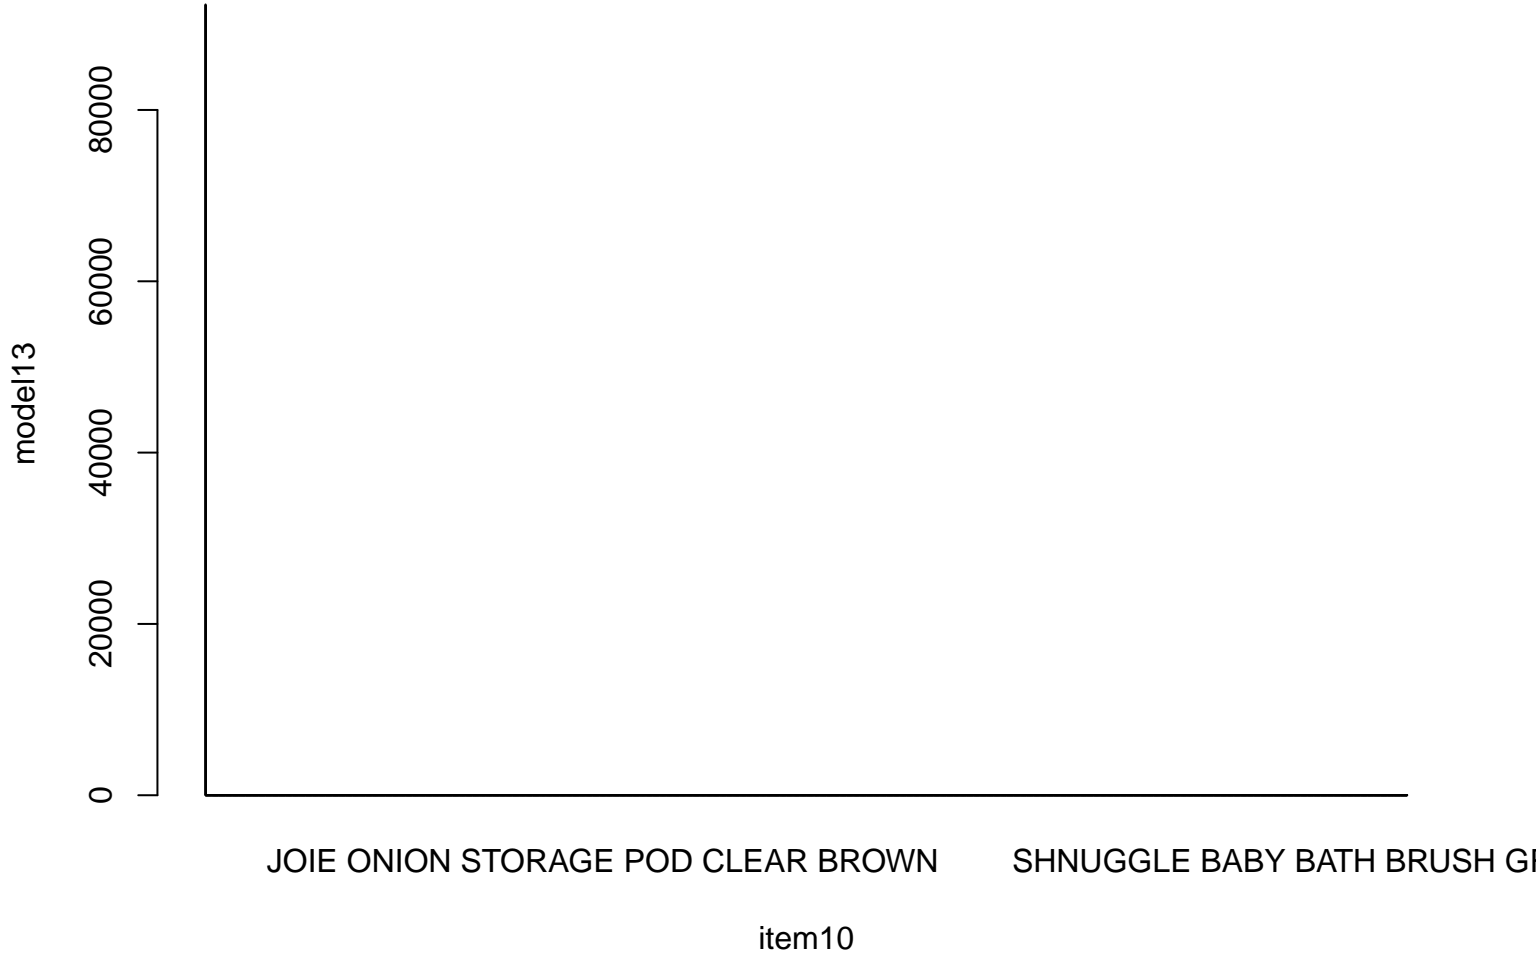 80000
60000
40000
20000
0
model13
JOIE ONION STORAGE POD CLEAR BROWN
SHNUGGLE BABY BATH BRUSH
item10